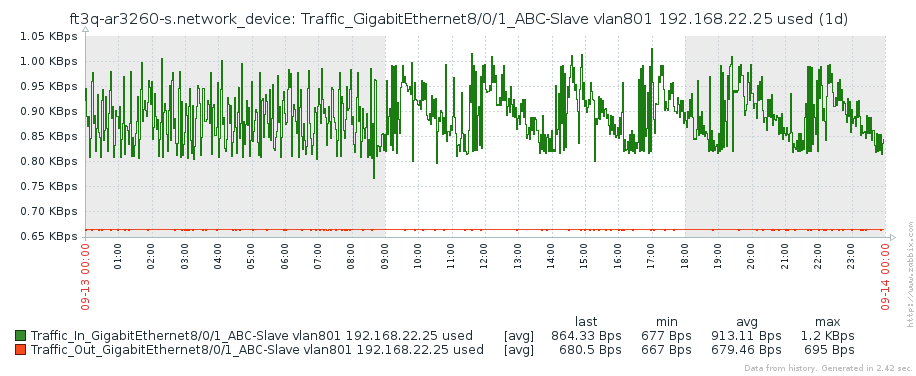 ft3q-ar3260-s.network_device: Traffic_GigabitEthernet8/0/1_ABC-Slave vlan801 192.168.22.25 used (1d)
1.05 KBps
1.00 KBps
0.95 KBps
0.90 KBps
0.85 KBps
0.80 KBps
0.75 KBps
0.70 KBps
0.65 KBps
09-13 00:00 01:00 02:00 03:00 04:00 05:00 06:00 07:00 08:00 09:00 10:00 11:00 12:00 13:00 14:00 15:00 16:00 17:00 18:00 19:00 20:00 21:00 22:00 23:00 09-14 00:00
last min avg max
Traffic_In_GigabitEthernet8/0/1_ABC-Slave vlan801 192.168.22.25 used [avg] 864.33 Bps 677 Bps 913.11 Bps 1.2 KBps
Traffic_Out_GigabitEthernet8/0/1_ABC-Slave vlan801 192.168.22.25 used [avg] 680.5 Bps 667 Bps 679.46 Bps 695 Bps
http://www.zabbix.com
Data from history. Generated in 2.42 sec.